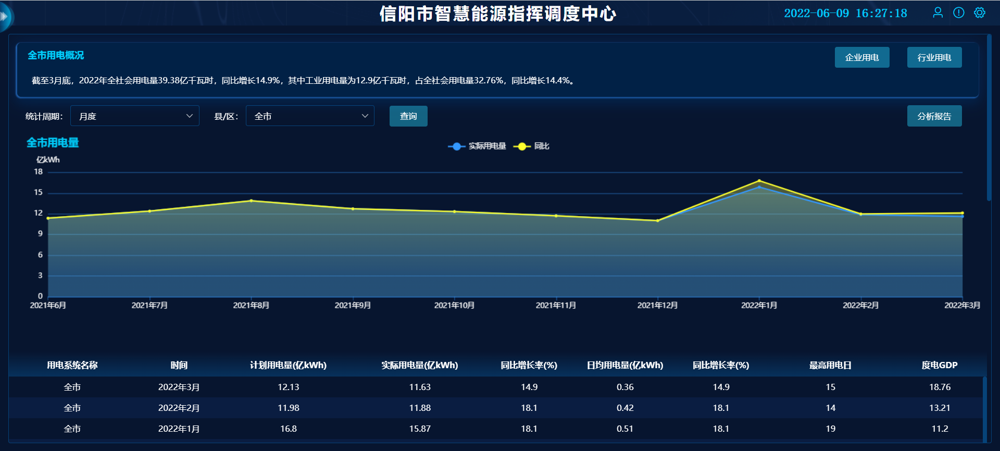 信阳市智慧能源指挥调度中心
2022-06-09 16:27:18
全市用电概况
企业用电
行业用电
截至3月底，2022年全社会用电量39.38亿千瓦时，同比增长14.9%，其中工业用电量为12.9亿千瓦时，占全社会用电量32.76%，同比增长14.4%。
统计周期： 月度 县/区： 全市 查询 分析报告
全市用电量
实际用电量 同比
亿kWh
18
15
12
9
6
3
0
2021年6月 2021年7月 2021年8月 2021年9月 2021年10月 2021年11月 2021年12月 2022年1月 2022年2月 2022年3月
用电系统名称 时间 计划用电量(亿kWh) 实际用电量(亿kWh) 同比增长率(%) 日均用电量(亿kWh) 同比增长率(%) 最高用电日 度电GDP
全市 2022年3月 12.13 11.63 14.9 0.36 14.9 15 18.76
全市 2022年2月 11.98 11.88 18.1 0.42 18.1 14 13.21
全市 2022年1月 16.8 15.87 18.1 0.51 18.1 19 11.2